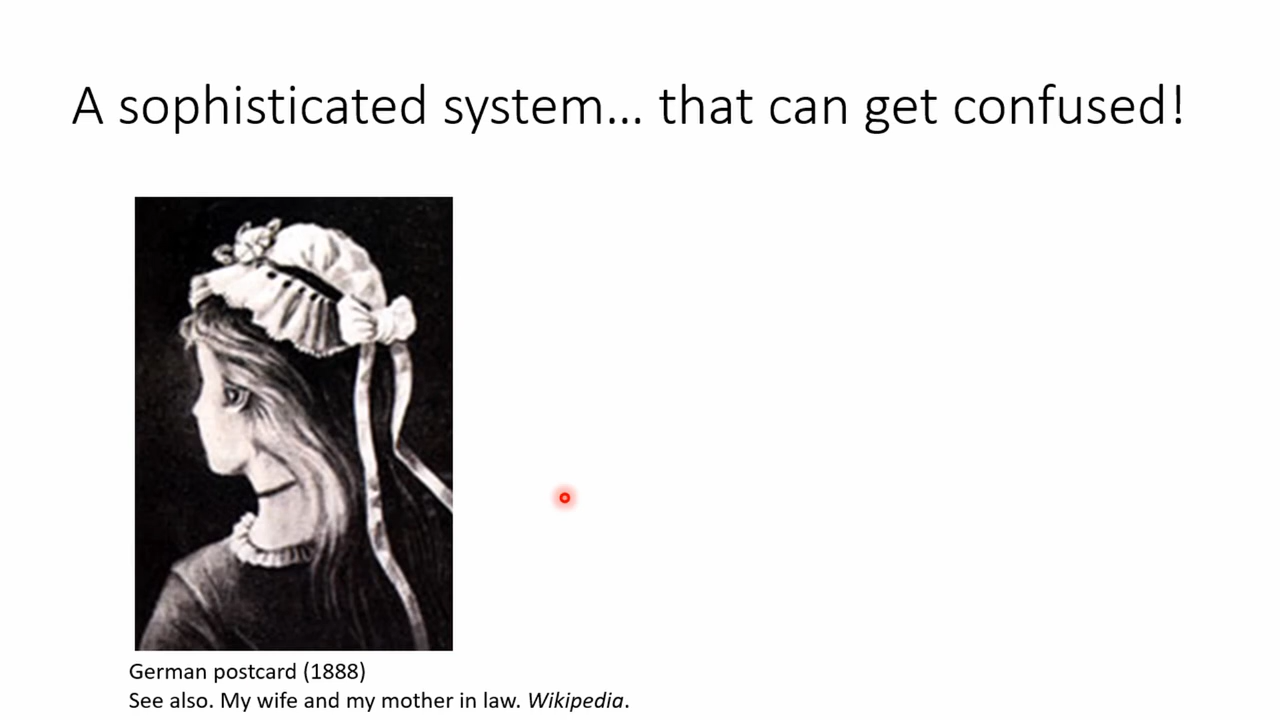 A sophisticated system... that can get confused!
German postcard (1888)
See also. My wife and my mother in law. Wikipedia.